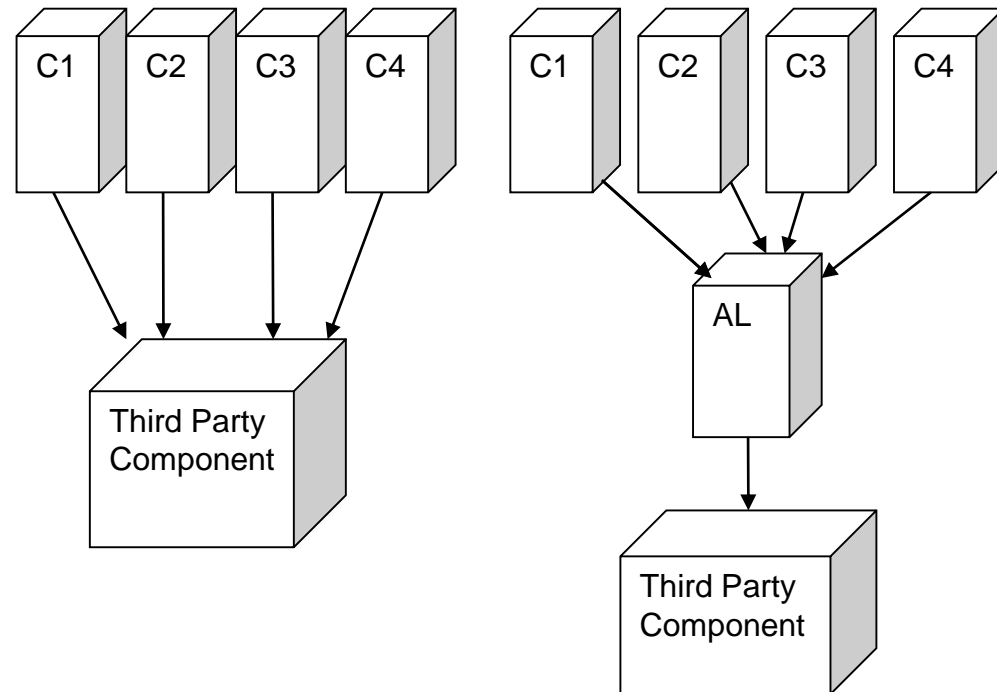 C1
C2
C3
C4
Third Party
Component
C1
C2
C3
C4
AL
Third Party
Component